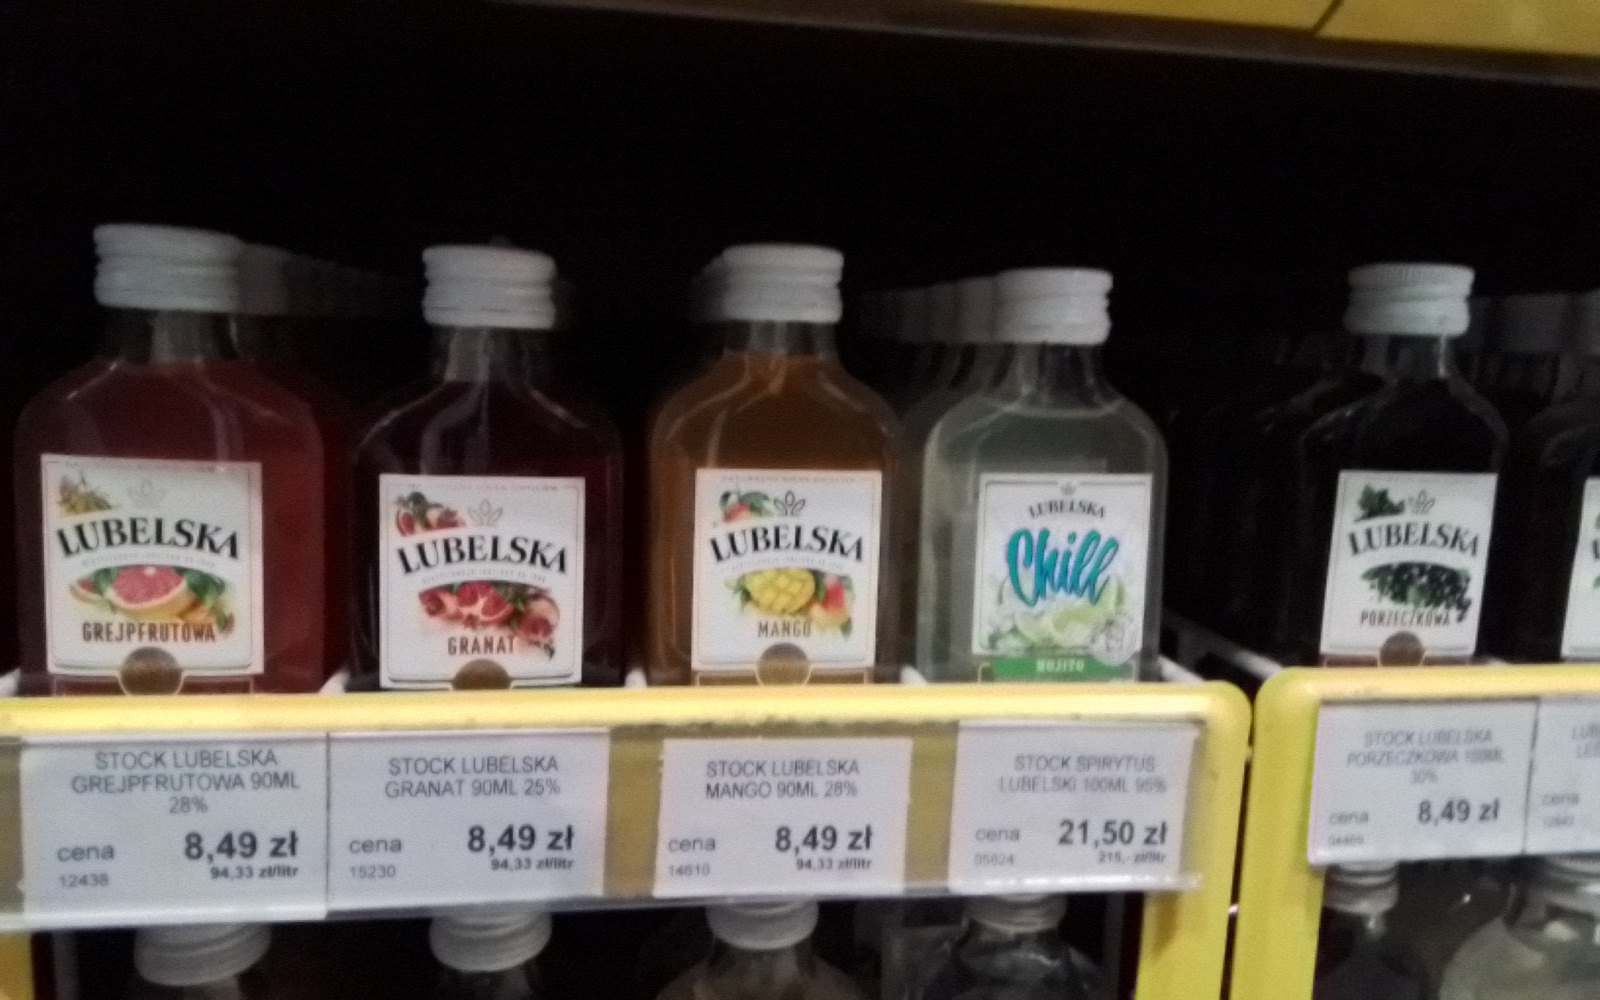 LUBELSKA
GREJPFRUTOWA
LUBELSKA
GRANAT
LUBELSKA
MANGO
LUBELSKA
Chill
MOJITO
LUBELSKA
PORZECZKOWA
STOCK LUBELSKA
GREJPFRUTOWA 90ML
28%
cena 8,49 zł
94,33 zł/litr
12438
STOCK LUBELSKA
GRANAT 90ML 25%
cena 8,49 zł
94,33 zł/litr
15230
STOCK LUBELSKA
MANGO 90ML 28%
cena 8,49 zł
94,33 zł/litr
14610
STOCK SPIRYTUS
LUBELSKI 100ML 95%
cena 21,50 zł
215,- zł/litr
05024
STOCK LUBELSKA
PORZECZKOWA 100ML
30%
cena 8,49 zł
cena